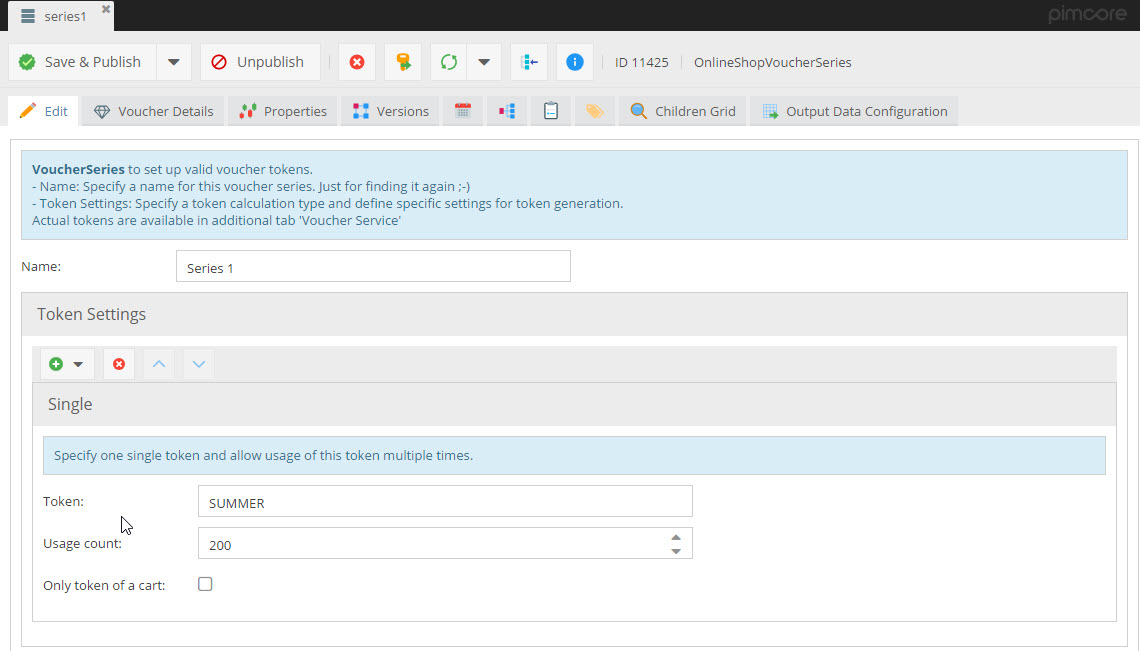 series1
pimcore
Save & Publish
Unpublish
ID 11425
OnlineShopVoucherSeries
Edit
Voucher Details
Properties
Versions
Children Grid
Output Data Configuration
VoucherSeries to set up valid voucher tokens.
- Name: Specify a name for this voucher series. Just for finding it again ;-)
- Token Settings: Specify a token calculation type and define specific settings for token generation.
Actual tokens are available in additional tab 'Voucher Service'
Name:
Series 1
Token Settings
Single
Specify one single token and allow usage of this token multiple times.
Token:
SUMMER
Usage count:
200
Only token of a cart: